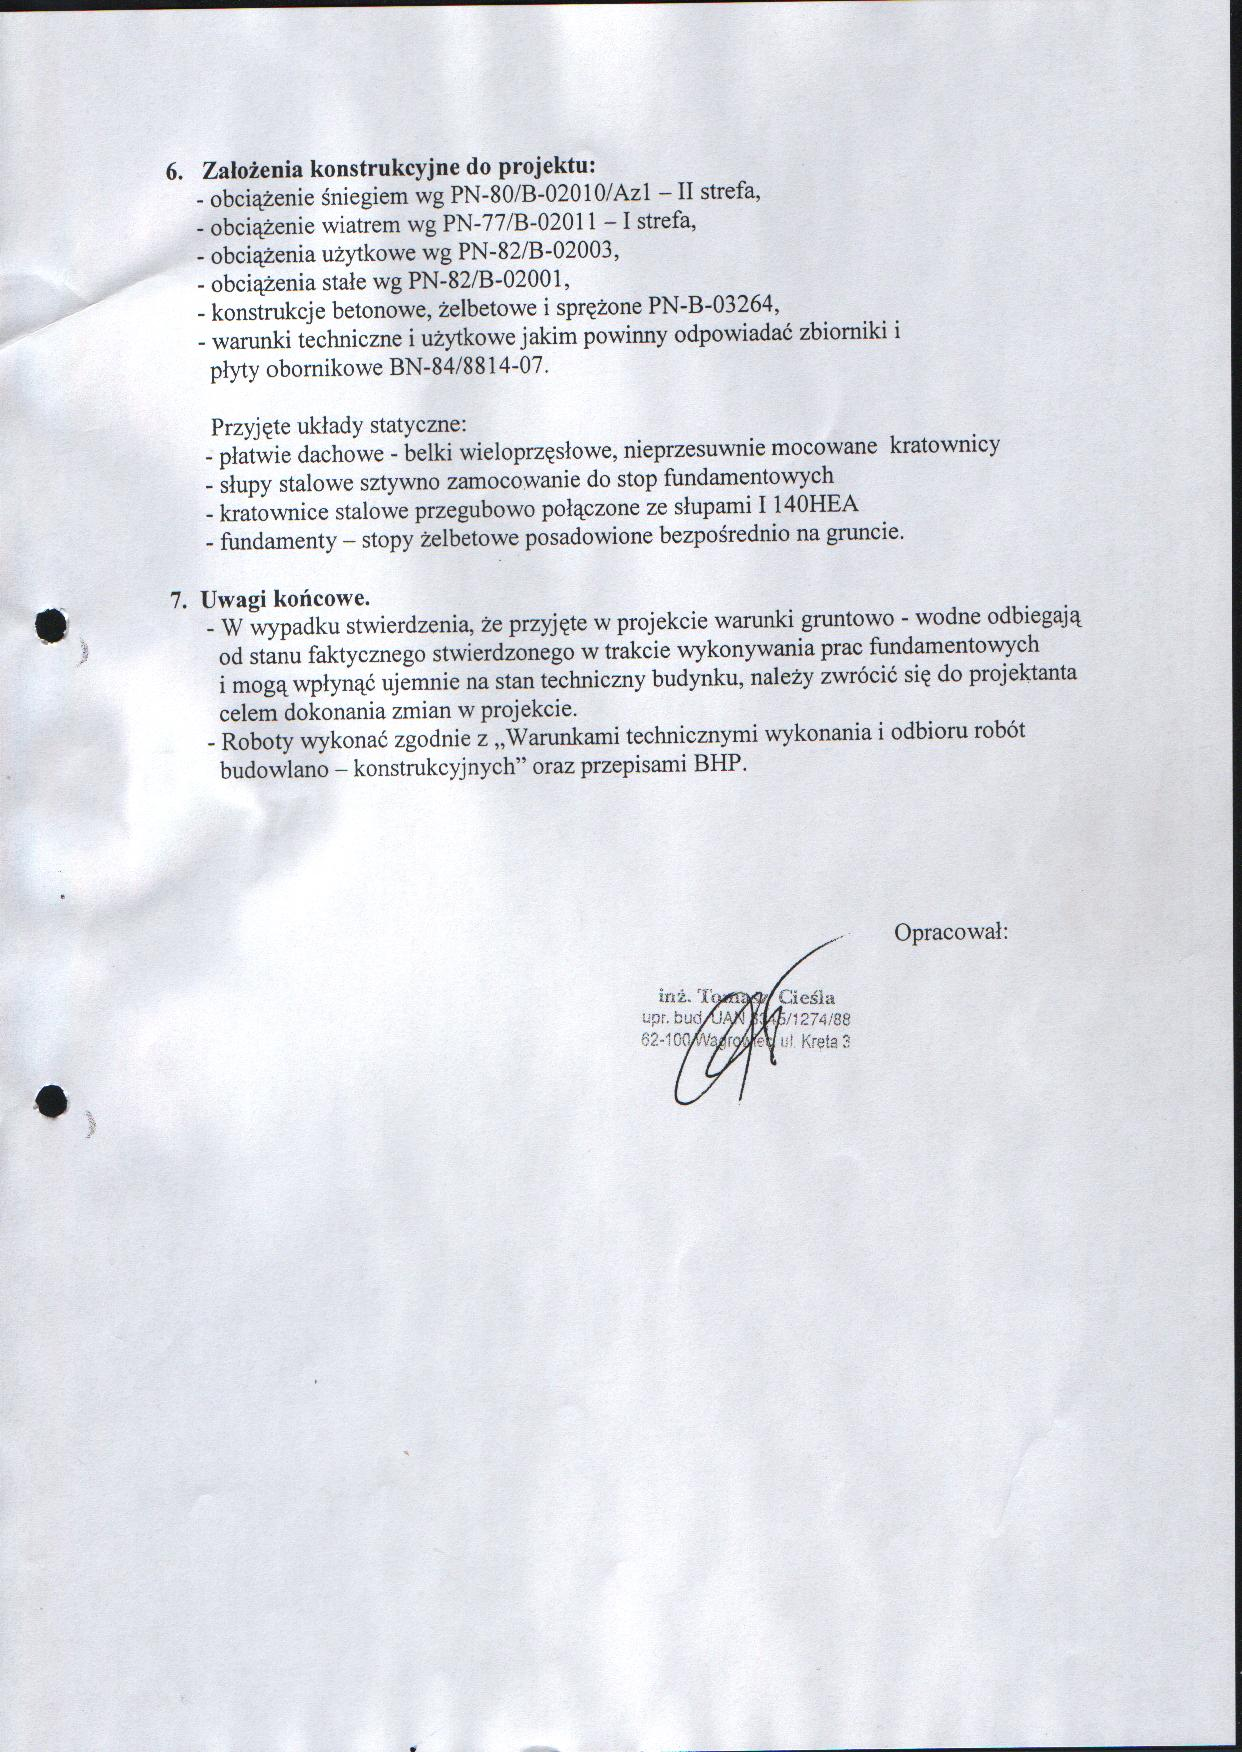 6. Założenia konstrukcyjne do projektu:
- obciążenie śniegiem wg PN-80/B-02010/Az1 – II strefa,
- obciążenie wiatrem wg PN-77/B-02011 – I strefa,
- obciążenia użytkowe wg PN-82/B-02003,
- obciążenia stałe wg PN-82/B-02001,
- konstrukcje betonowe, żelbetowe i sprężone PN-B-03264,
- warunki techniczne i użytkowe jakim powinny odpowiadać zbiorniki i
płyty obornikowe BN-84/8814-07.
Przyjęte układy statyczne:
- płatwie dachowe - belki wieloprzęsłowe, nieprzesuwnie mocowane kratownicy
- słupy stalowe sztywno zamocowanie do stop fundamentowych
- kratownice stalowe przegubowo połączone ze słupami I 140HEA
- fundamenty – stopy żelbetowe posadowione bezpośrednio na gruncie.
7. Uwagi końcowe.
- W wypadku stwierdzenia, że przyjęte w projekcie warunki gruntowo - wodne odbiegają
od stanu faktycznego stwierdzonego w trakcie wykonywania prac fundamentowych
i mogą wpłynąć ujemnie na stan techniczny budynku, należy zwrócić się do projektanta
celem dokonania zmian w projekcie.
- Roboty wykonać zgodnie z „Warunkami technicznymi wykonania i odbioru robót
budowlano – konstrukcyjnych” oraz przepisami BHP.
Opracował:
inż. Tomasz Cieśla
upr. bud. UAN /1274/88
62-100 Wągrowiec ul. Kręta 3